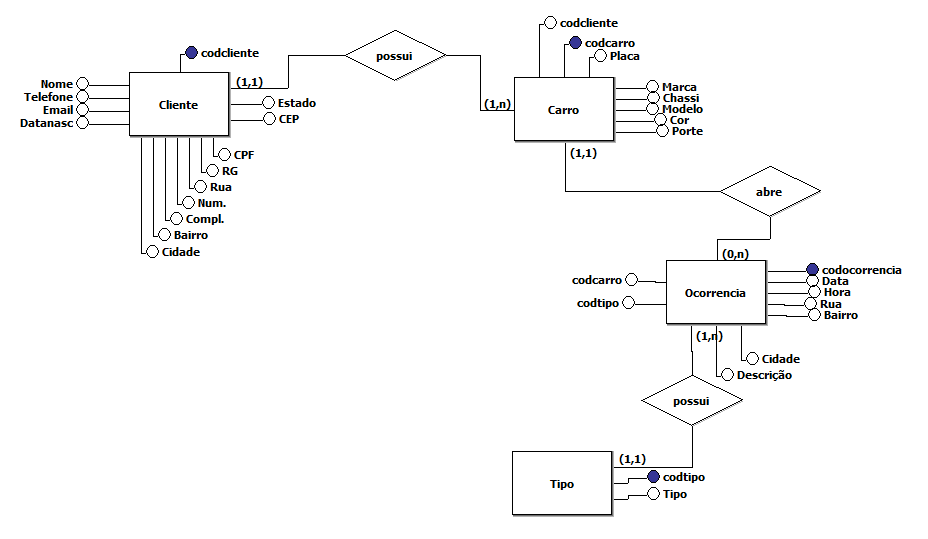 codcliente
codcliente
codcarro
Placa
possui
Nome
Telefone
Email
Datanasc
Cliente
(1,1)
Estado
CEP
(1,n)
Carro
Marca
Chassi
Modelo
Cor
Porte
(1,1)
CPF
RG
Rua
Num.
Compl.
Bairro
Cidade
abre
(0,n)
codcarro
codtipo
Ocorrencia
codocorrencia
Data
Hora
Rua
Bairro
(1,n)
Cidade
Descrição
possui
(1,1)
Tipo
codtipo
Tipo